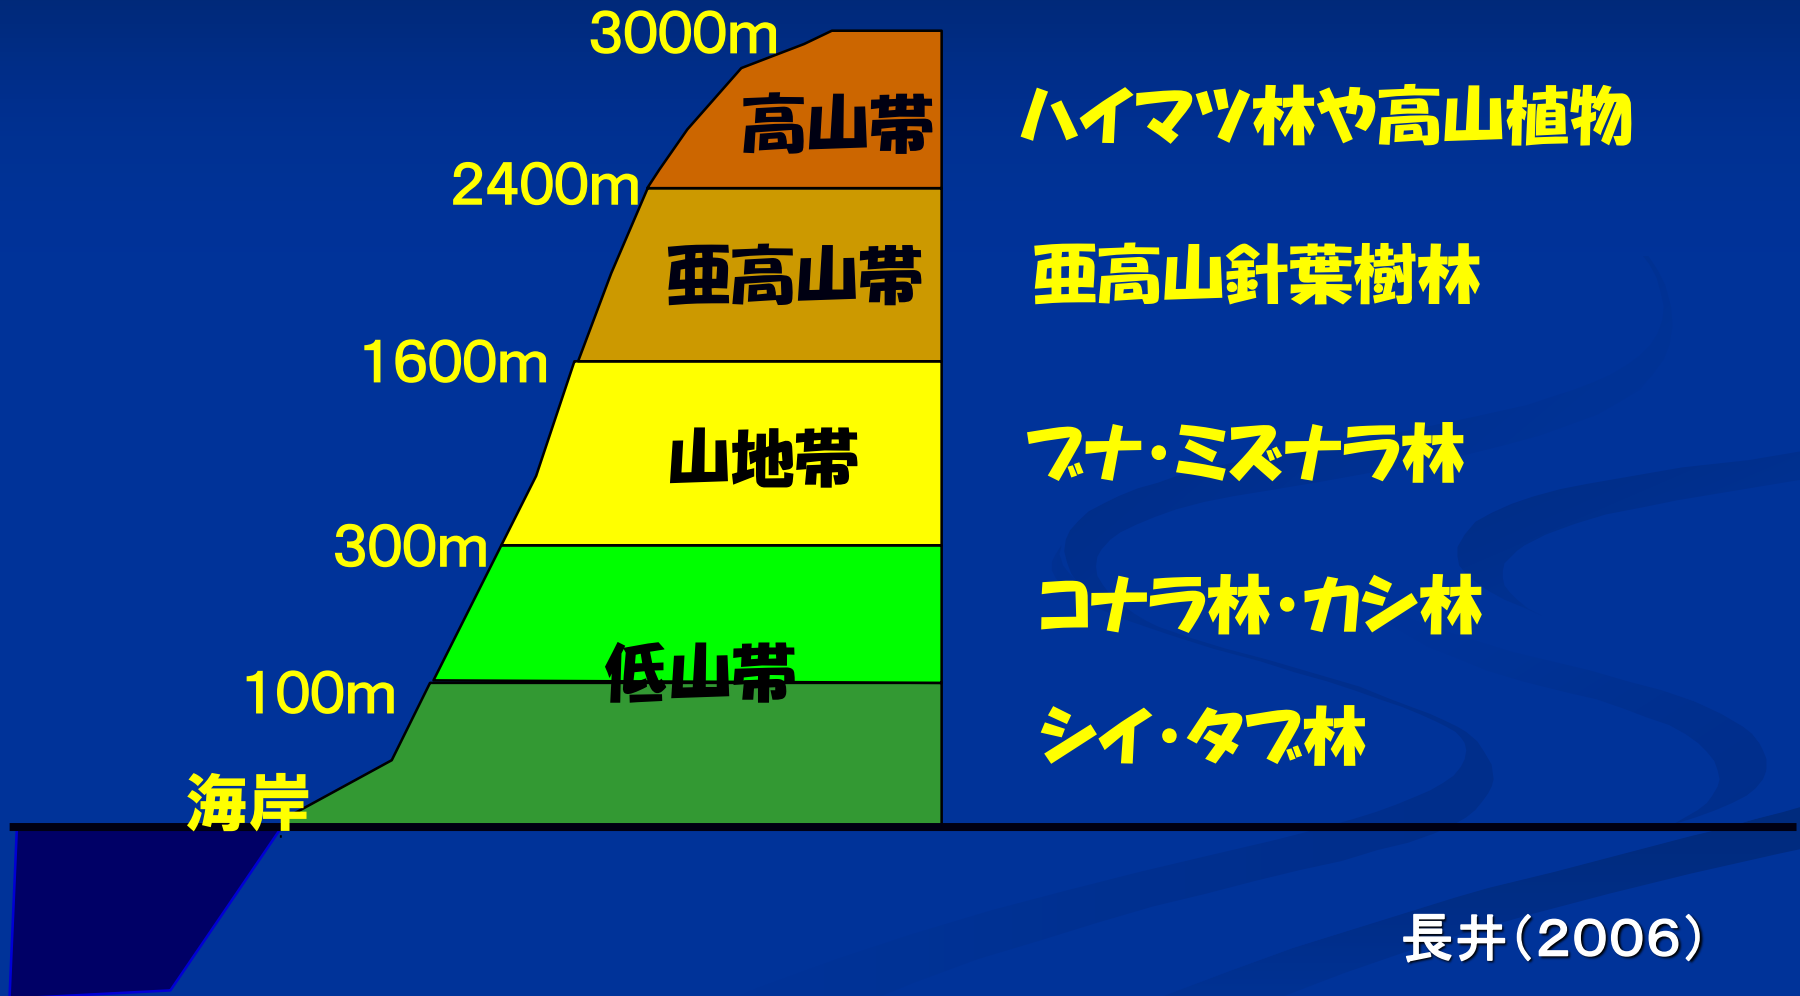 3000m
高山帯
ハイマツ林や高山植物
2400m
亜高山帯
亜高山針葉樹林
1600m
山地帯
ブナ・ミズナラ林
300m
コナラ林・カシ林
低山帯
100m
シイ・タブ林
海岸
長井（2006）